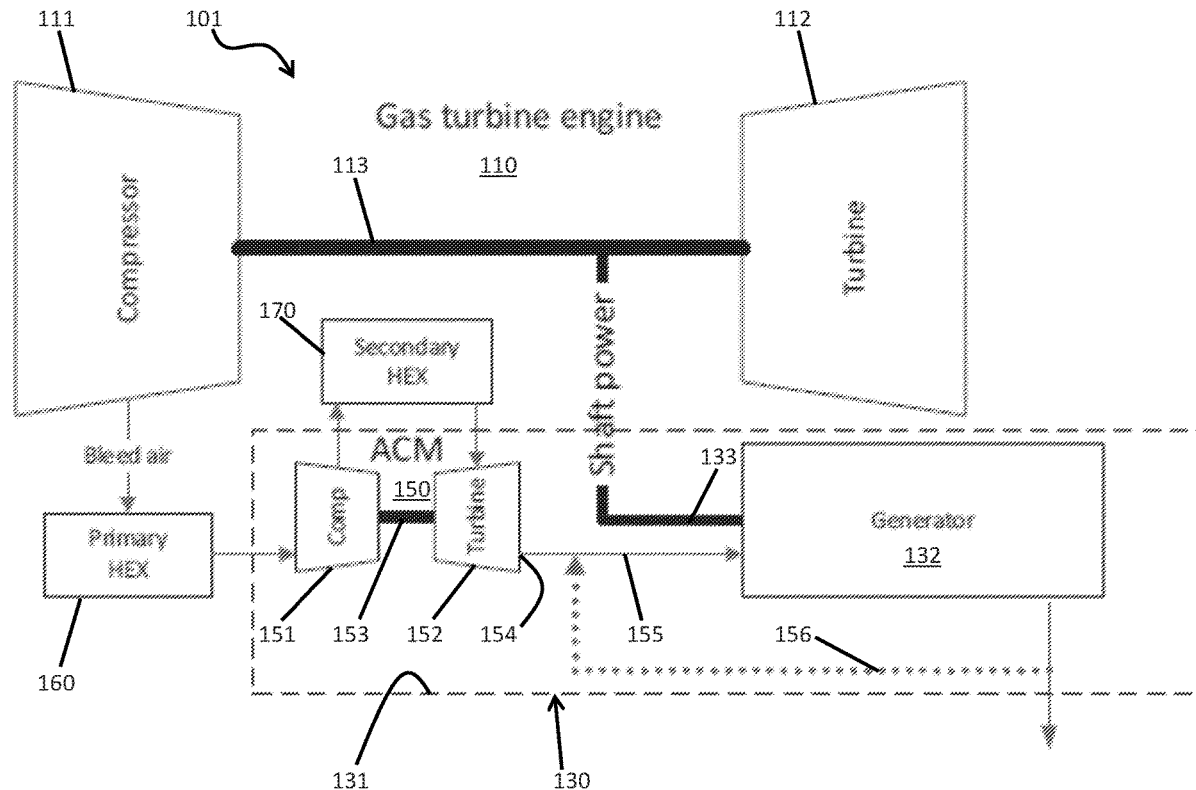 111
101
112
Gas turbine engine
110
113
Compressor
Turbine
170
Secondary
HEX
Shaft power
Bleed air
ACM
150
133
Comp
Turbine
Generator
132
Primary
HEX
151
153
152
154
155
156
160
131
130